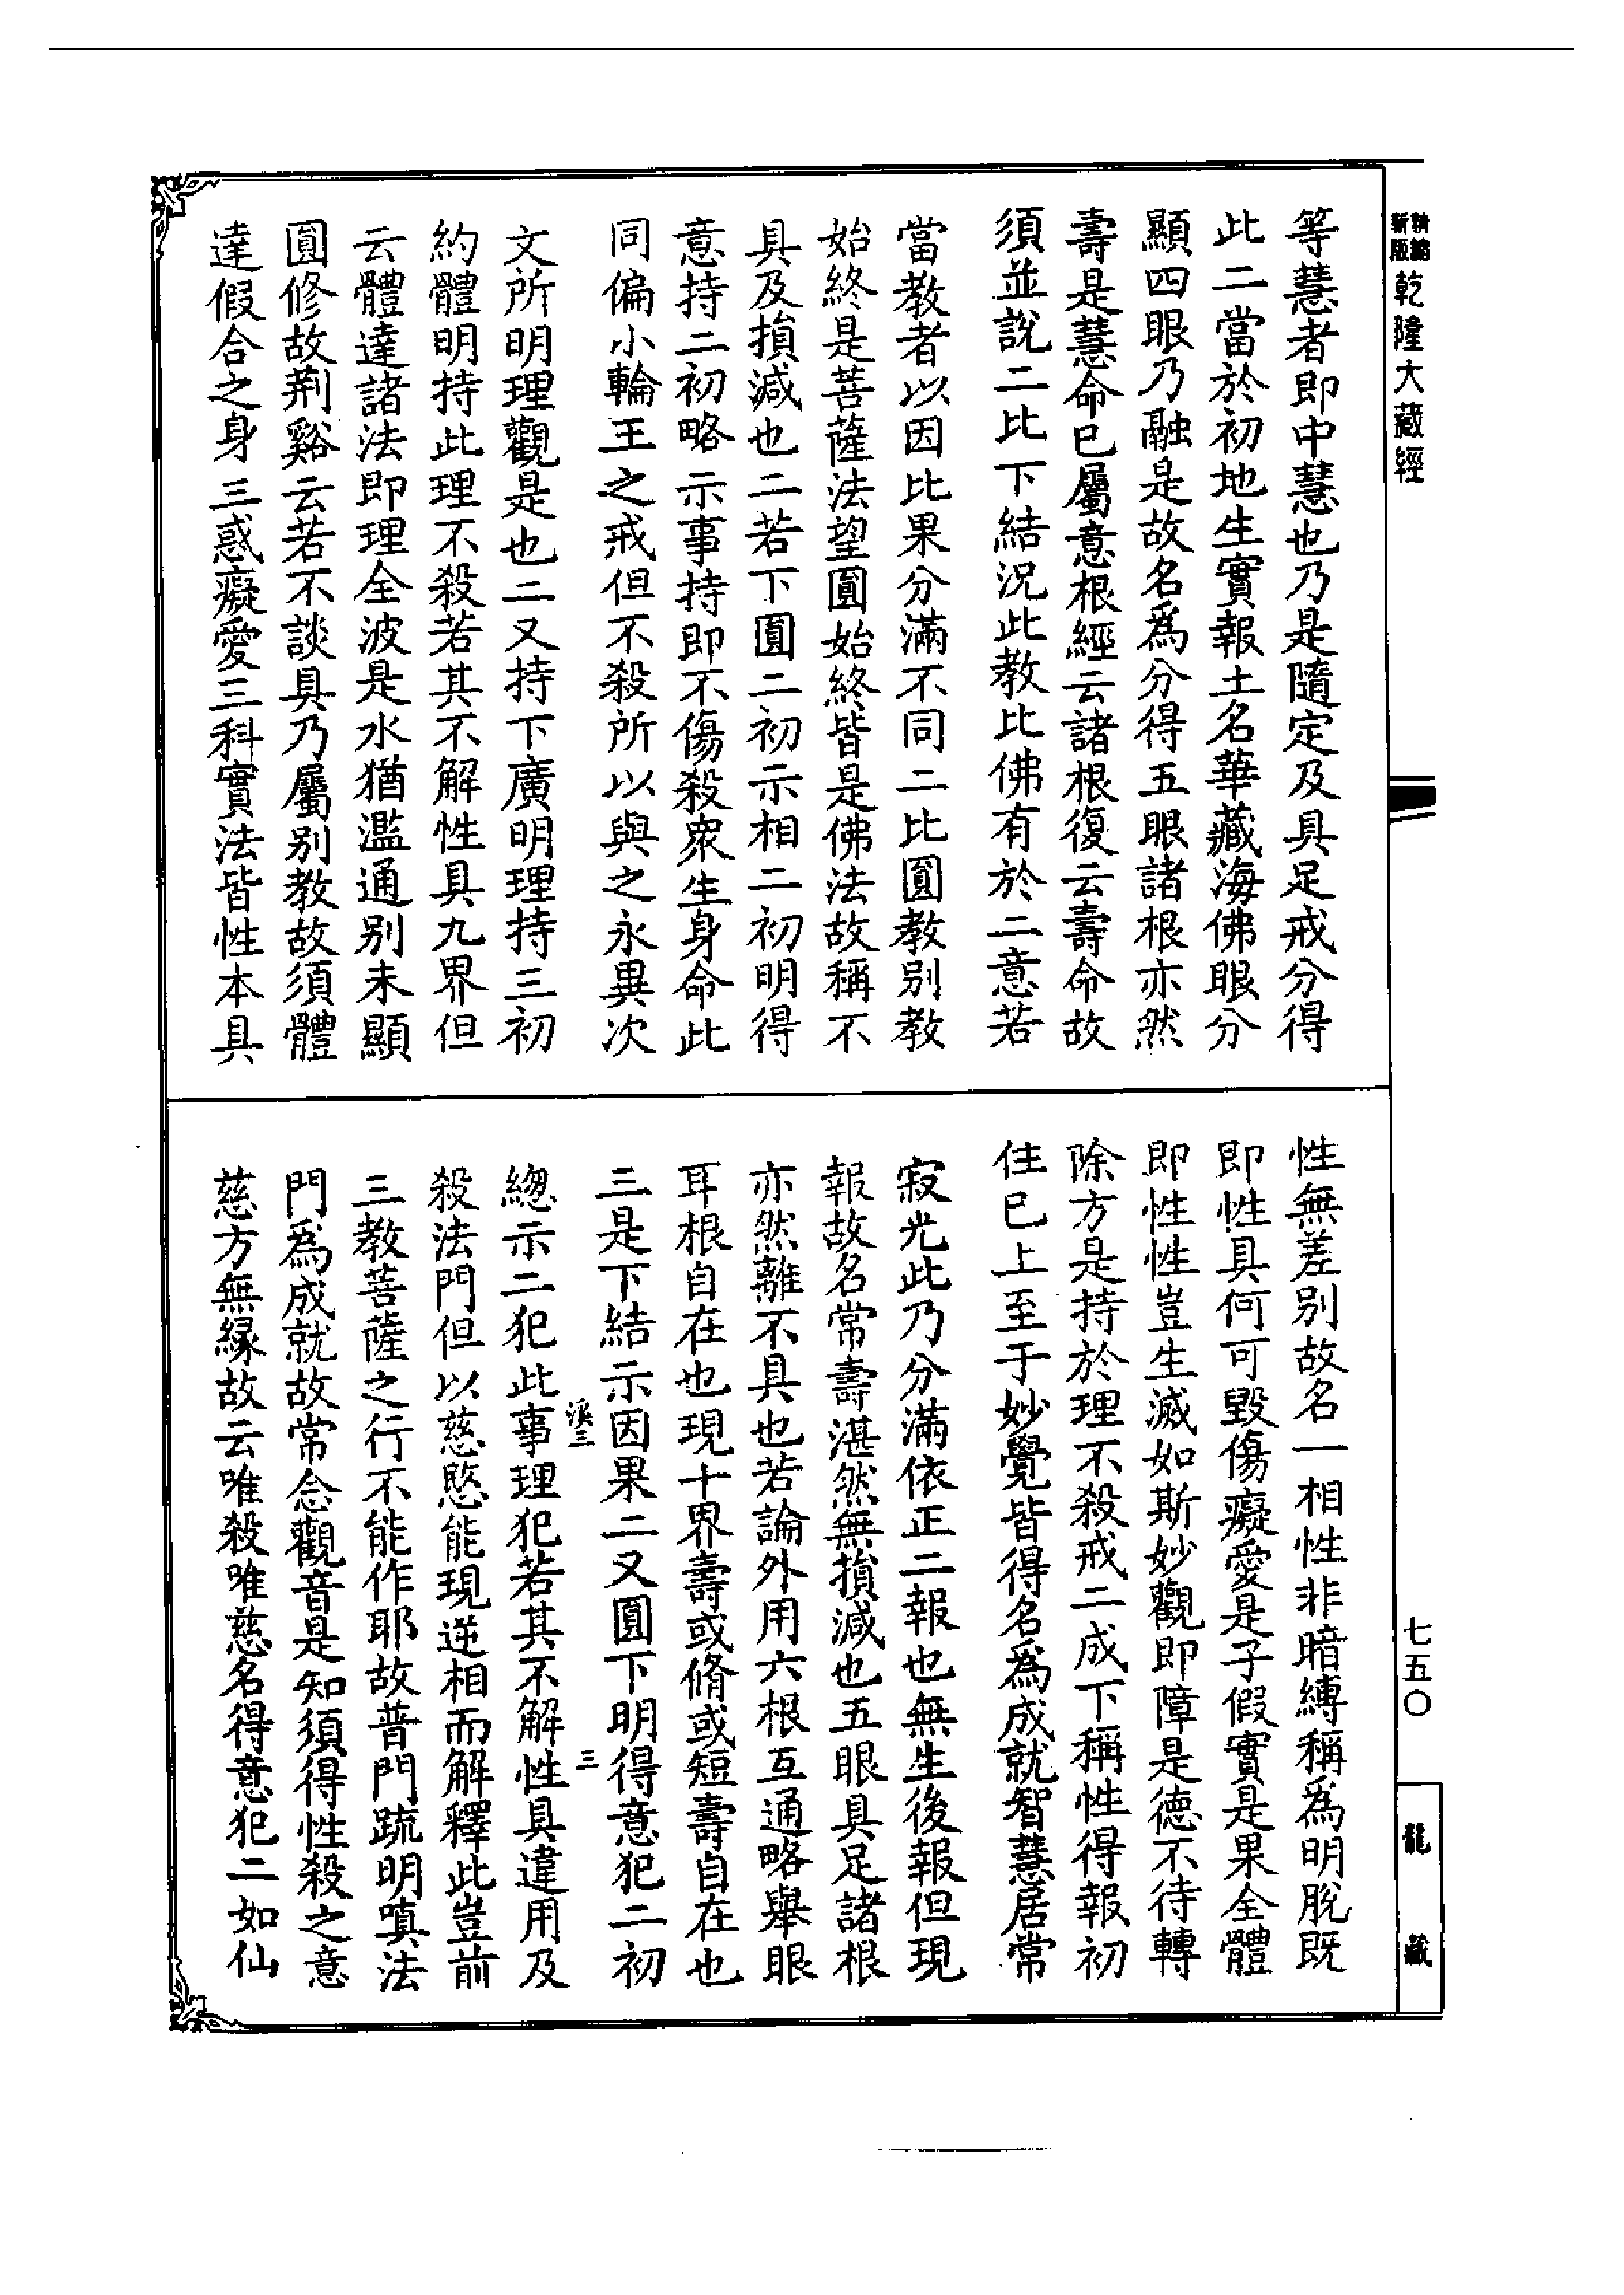 新編
縮版
乾隆大藏經
等慧者即中慧也乃是隨定及具足戒分得
此二當於初地生實報土名華藏海佛眼分
顯四眼乃融是故名為分得五眼諸根亦然
壽是慧命已屬意根經云諸根復云壽命故
須並說二比下結況此教比佛有於二意若
當教者以因比果分滿不同二比圓教別教
始終是菩薩法望圓始終皆是佛法故稱不
具及損減也二若下圓二初示相二初明得
意持二初略示事持即不傷殺衆生身命此
同偏小輪王之戒但不殺所以與之永異次
文所明理觀是也二又持下廣明理持三初
約體明持此理不殺若其不解性具九界但
云體達諸法即理全波是水猶濫通別未顯
圓修故荆谿云若不談具乃屬別教故須體
達假合之身三惑癡愛三科實法皆性本具
性無差別故名一相性非暗縛稱為明脫既
即性具何可毀傷癡愛是子假實是果全體
即性性豈生滅如斯妙觀即障是德不待轉
除方是持於理不殺戒二成下稱性得報初
住已上至于妙覺皆得名為成就智慧居常
寂光此乃分滿依正二報也無生後報但現
報故名常壽湛然無損減也五眼具足諸根
亦然離不具也若論外用六根互通略舉眼
耳根自在也現十界壽或脩或短壽自在也
三是下結示因果二又圓下明得意犯二初
溪三
三
緫示二犯此事理犯若其不解性具違用及
殺法門但以慈愍能現逆相而解釋此豈前
三教菩薩之行不能作耶故普門疏明嗔法
門為成就故常念觀音是知須得性殺之意
慈方無緣故云唯殺唯慈名得意犯二如仙
七五〇
龍藏